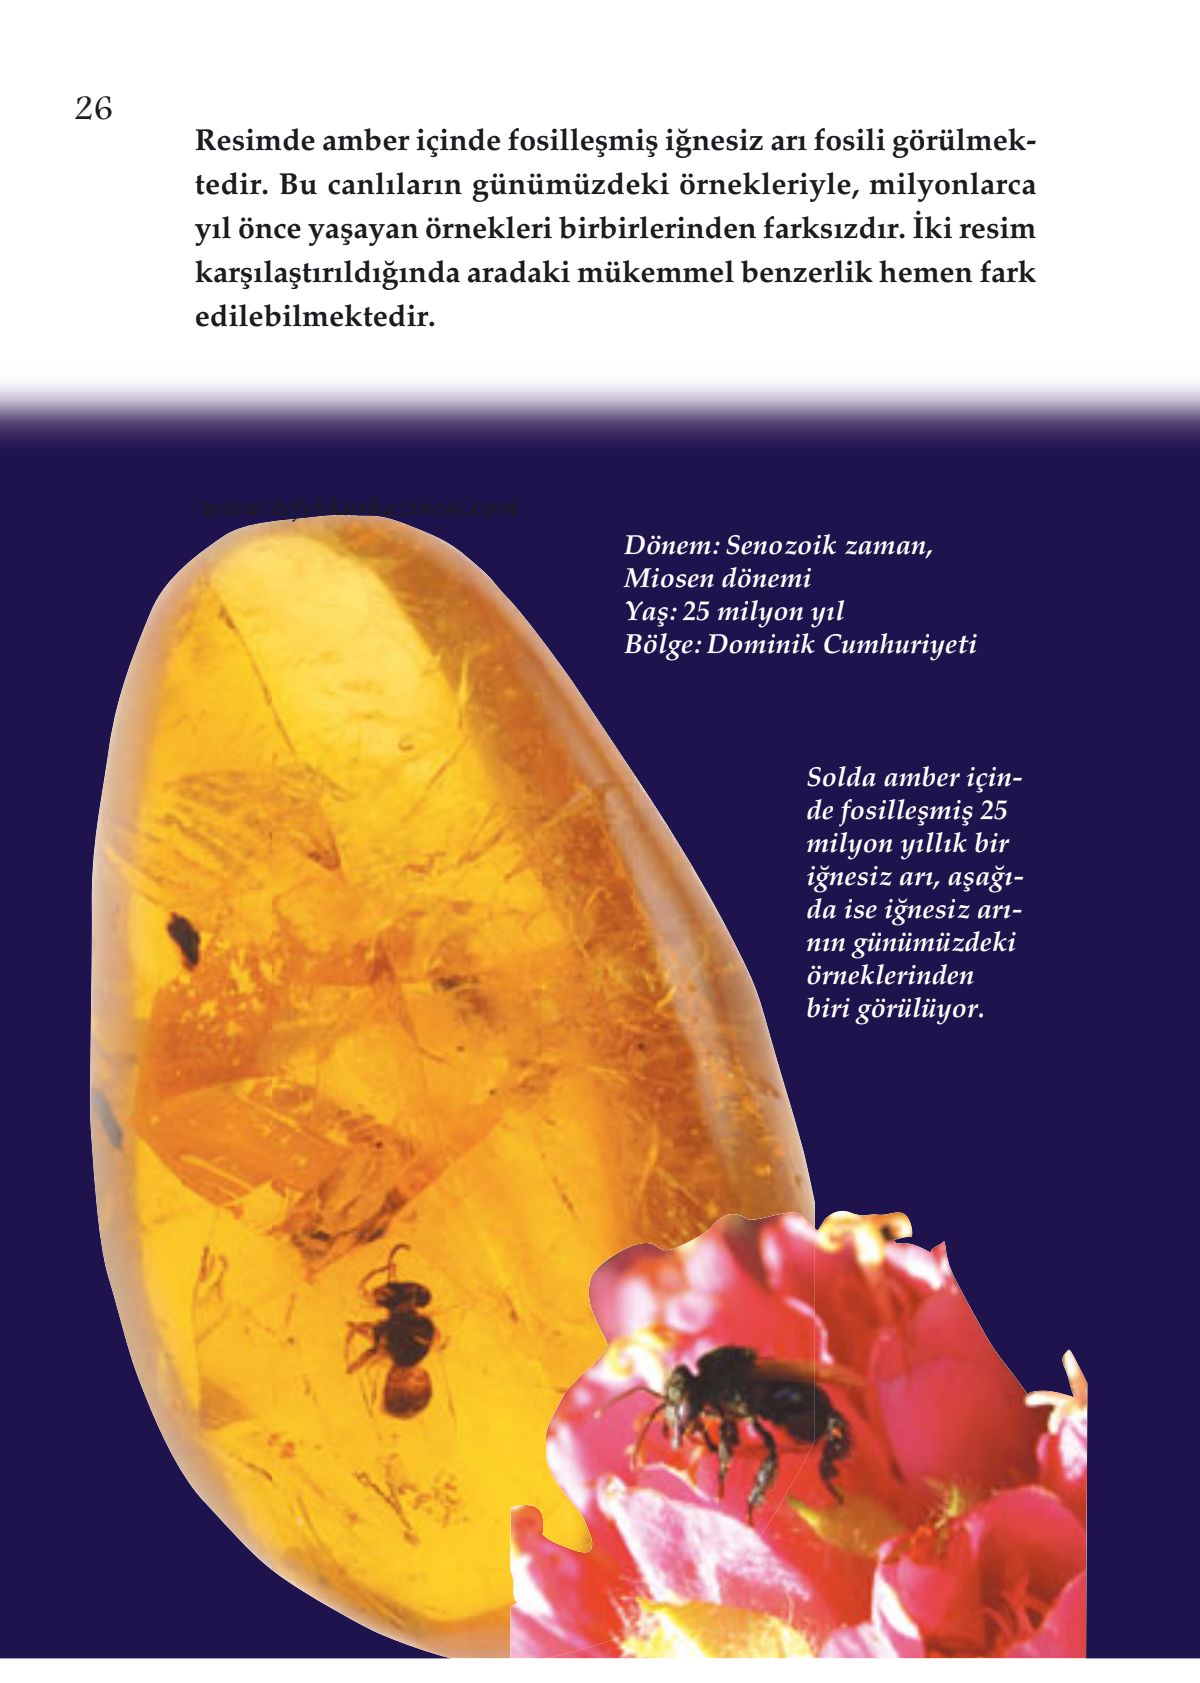 26
Resimde amber içinde fosilleşmiş iğnesiz arı fosili görülmek-
tedir. Bu canlıların günümüzdeki örnekleriyle, milyonlarca
yıl önce yaşayan örnekleri birbirlerinden farksızdır. İki resim
karşılaştırıldığında aradaki mükemmel benzerlik hemen fark
edilebilmektedir.
Dönem: Senozoik zaman,
Miosen dönemi
Yaş: 25 milyon yıl
Bölge: Dominik Cumhuriyeti
Solda amber için-
de fosilleşmiş 25
milyon yıllık bir
iğnesiz arı, aşağı-
da ise iğnesiz arı-
nın günümüzdeki
örneklerinden
biri görülüyor.